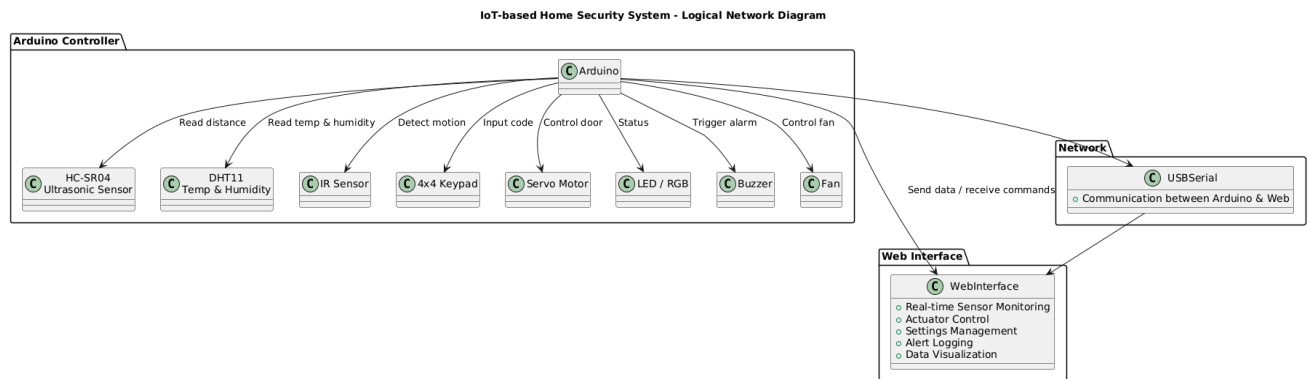 IoT-based Home Security System - Logical Network Diagram
Arduino Controller
C Arduino
Read distance
Read temp & humidity
Detect motion
Input code
Control door
Status
Trigger alarm
Control fan
C HC-SR04
Ultrasonic Sensor
C DHT11
Temp & Humidity
C IR Sensor
C 4x4 Keypad
C Servo Motor
C LED / RGB
C Buzzer
C Fan
Network
C USBSerial
Communication between Arduino & Web
Send data / receive commands
Web Interface
C WebInterface
Real-time Sensor Monitoring
Actuator Control
Settings Management
Alert Logging
Data Visualization